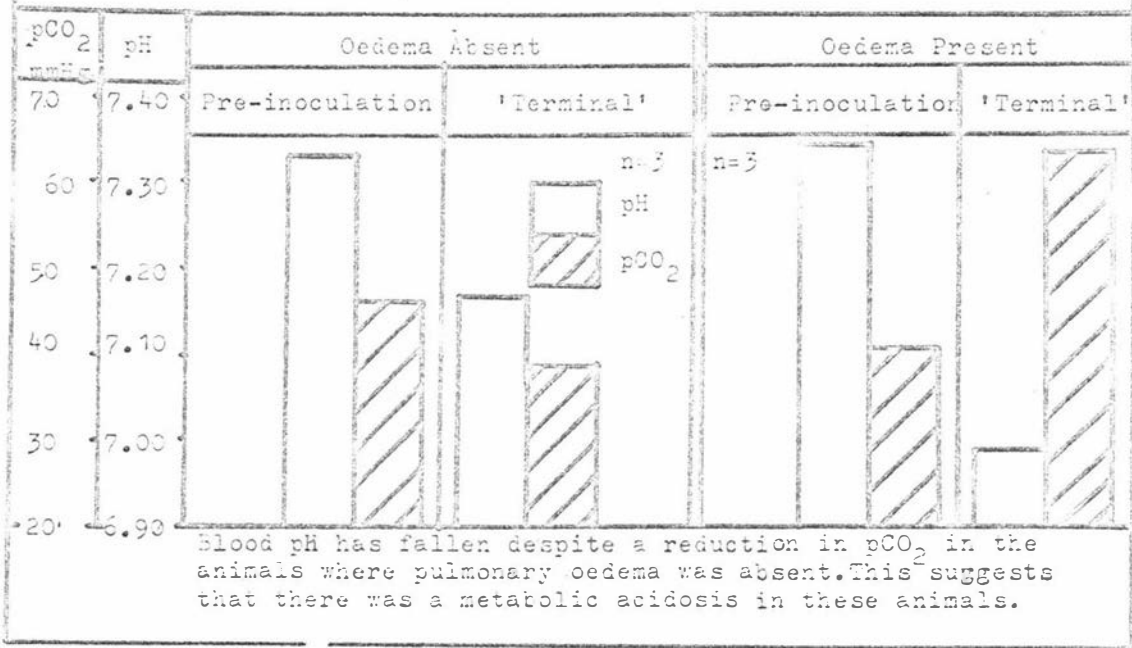 pCO2 pH Oedema Absent Oedema Present
mmHg
70 7.40 Pre-inoculation 'Terminal' Pre-inoculation 'Terminal'
n=3 n=3
60 7.30
pH
50 7.20 pCO2
40 7.10
30 7.00
20 6.90
Blood pH has fallen despite a reduction in pCO2 in the
animals where pulmonary oedema was absent.This suggests
that there was a metabolic acidosis in these animals.